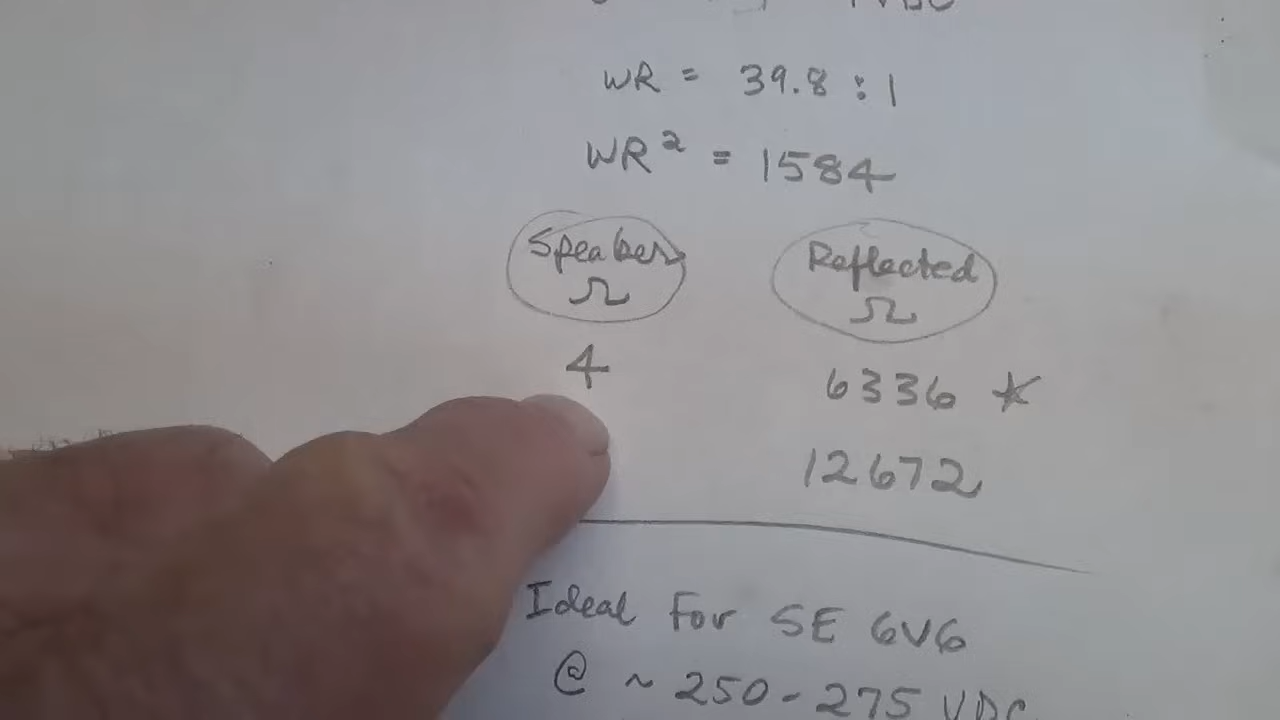 WR = 39.8 : 1
WR² = 1584
Speaker Reflected
Ω Ω
4 6336 *
12672
Ideal For SE 6V6
@ ~ 250-275 VDC